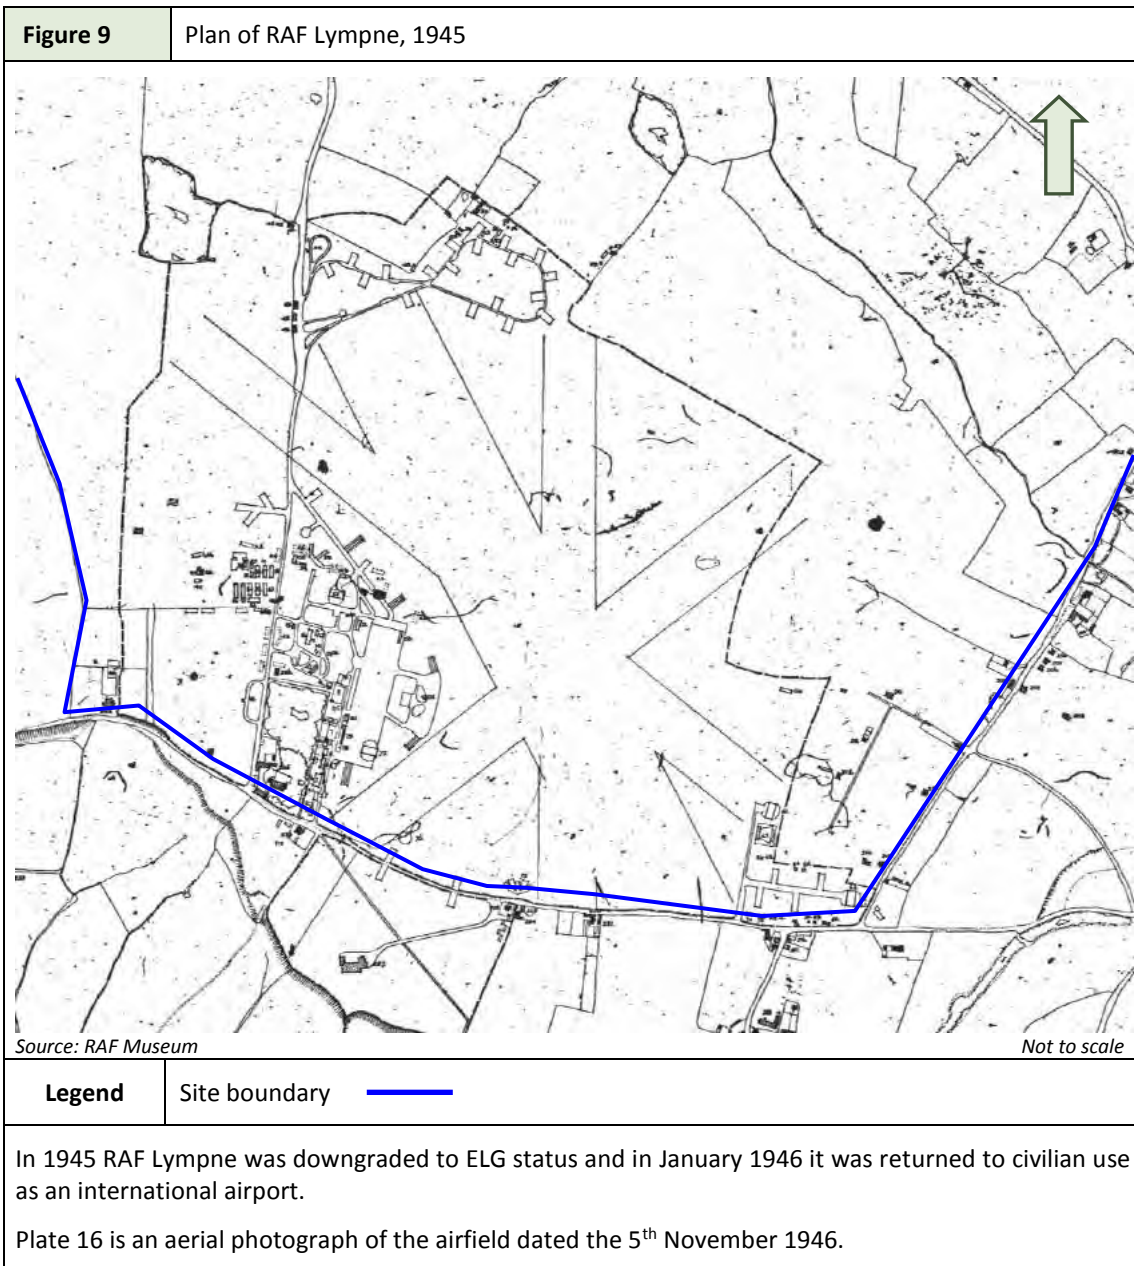 Figure 9
Plan of RAF Lympne, 1945
Source: RAF Museum
Not to scale
Legend
Site boundary
In 1945 RAF Lympne was downgraded to ELG status and in January 1946 it was returned to civilian use
as an international airport.
Plate 16 is an aerial photograph of the airfield dated the 5th November 1946.